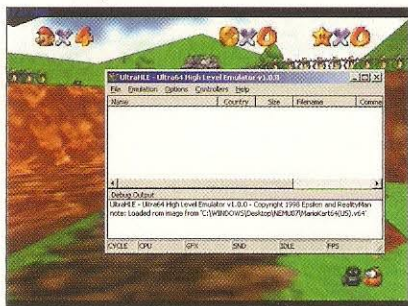 ×4 ×0 ×0
UltraHLE - Ultra64 High Level Emulator v1.0.0
File Emulation Options Controllers Help
Name Country Size Filename Comme
Debug Output
UltraHLE - Ultra64 High Level Emulator v1.0.0 - Copyright 1998 Epsilon and RealityMan
note: Loaded rom image from 'C:\WINDOWS\Desktop\NEMU07\MarioKart64(US).v64'
CYCLE CPU GFX SND IDLE FPS